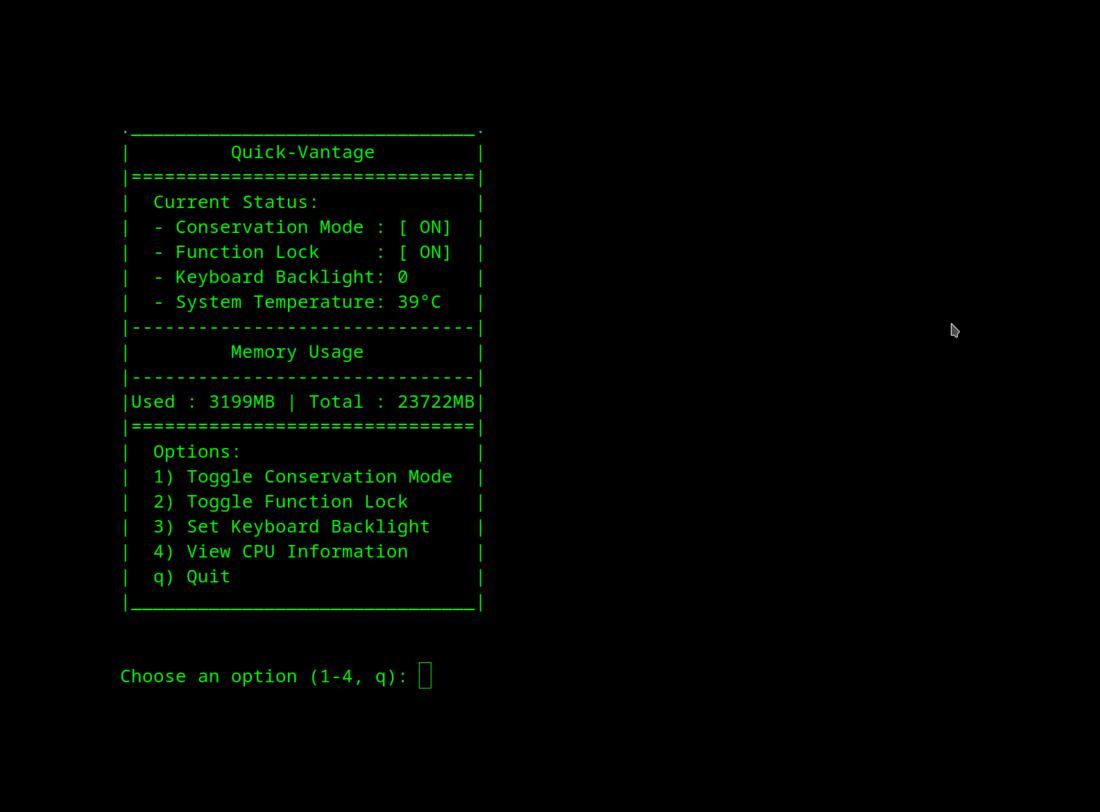 ._______________________________.
|         Quick-Vantage         |
|===============================|
|  Current Status:              |
|  - Conservation Mode : [ ON]  |
|  - Function Lock     : [ ON]  |
|  - Keyboard Backlight: 0      |
|  - System Temperature: 39°C   |
|-------------------------------|
|         Memory Usage          |
|-------------------------------|
|Used : 3199MB | Total : 23722MB|
|===============================|
|  Options:                     |
|  1) Toggle Conservation Mode  |
|  2) Toggle Function Lock      |
|  3) Set Keyboard Backlight    |
|  4) View CPU Information      |
|  q) Quit                      |
|_______________________________|
Choose an option (1-4, q):